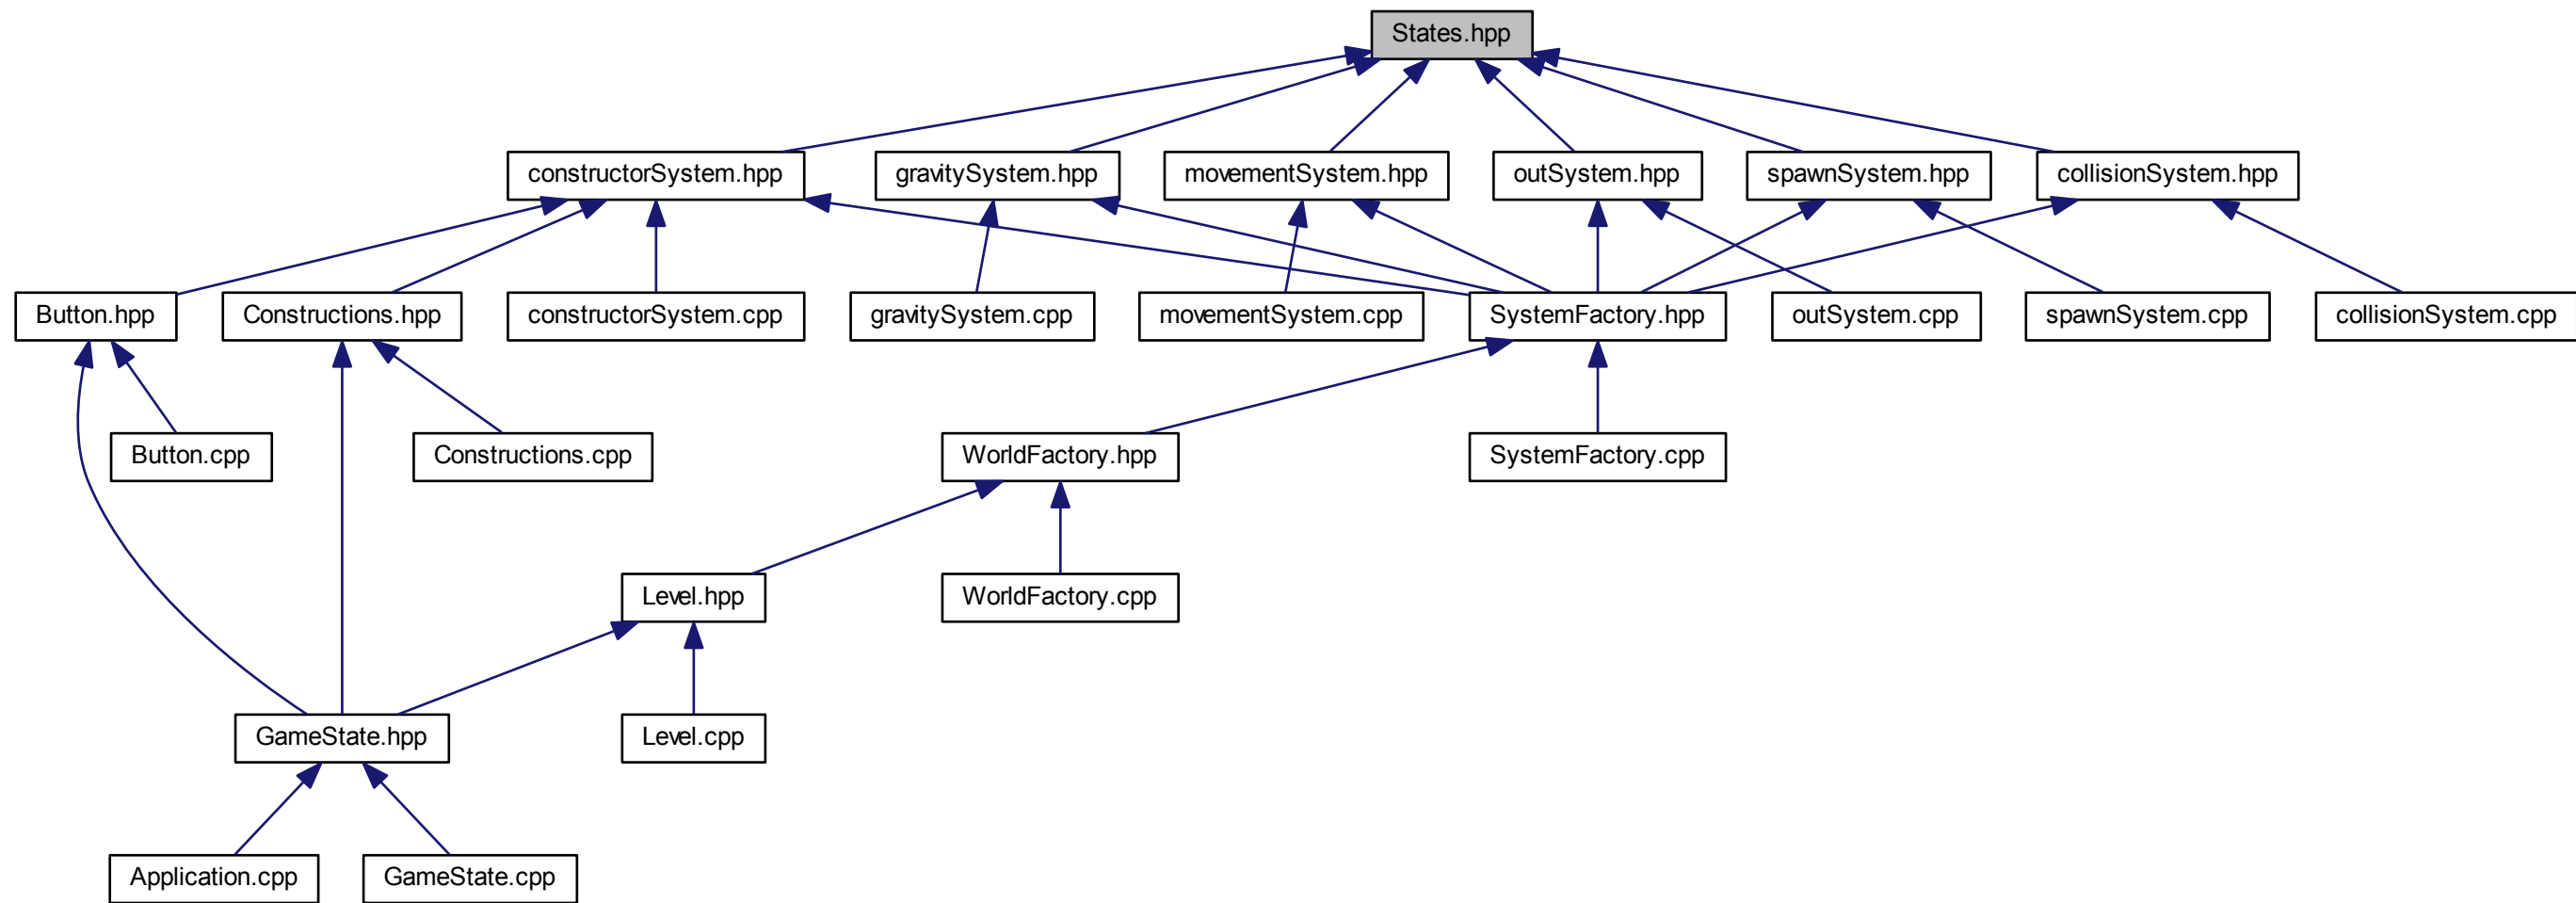 States.hpp
constructorSystem.hpp
gravitySystem.hpp
movementSystem.hpp
outSystem.hpp
spawnSystem.hpp
collisionSystem.hpp
Button.hpp
Constructions.hpp
constructorSystem.cpp
gravitySystem.cpp
movementSystem.cpp
SystemFactory.hpp
outSystem.cpp
spawnSystem.cpp
collisionSystem.cpp
Button.cpp
Constructions.cpp
WorldFactory.hpp
SystemFactory.cpp
Level.hpp
WorldFactory.cpp
GameState.hpp
Level.cpp
Application.cpp
GameState.cpp